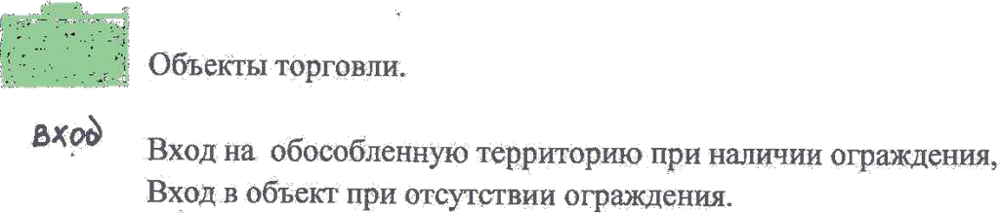 Объекты торговли.
вход
Вход на обособленную территорию при наличии ограждения,
Вход в объект при отсутствии ограждения.